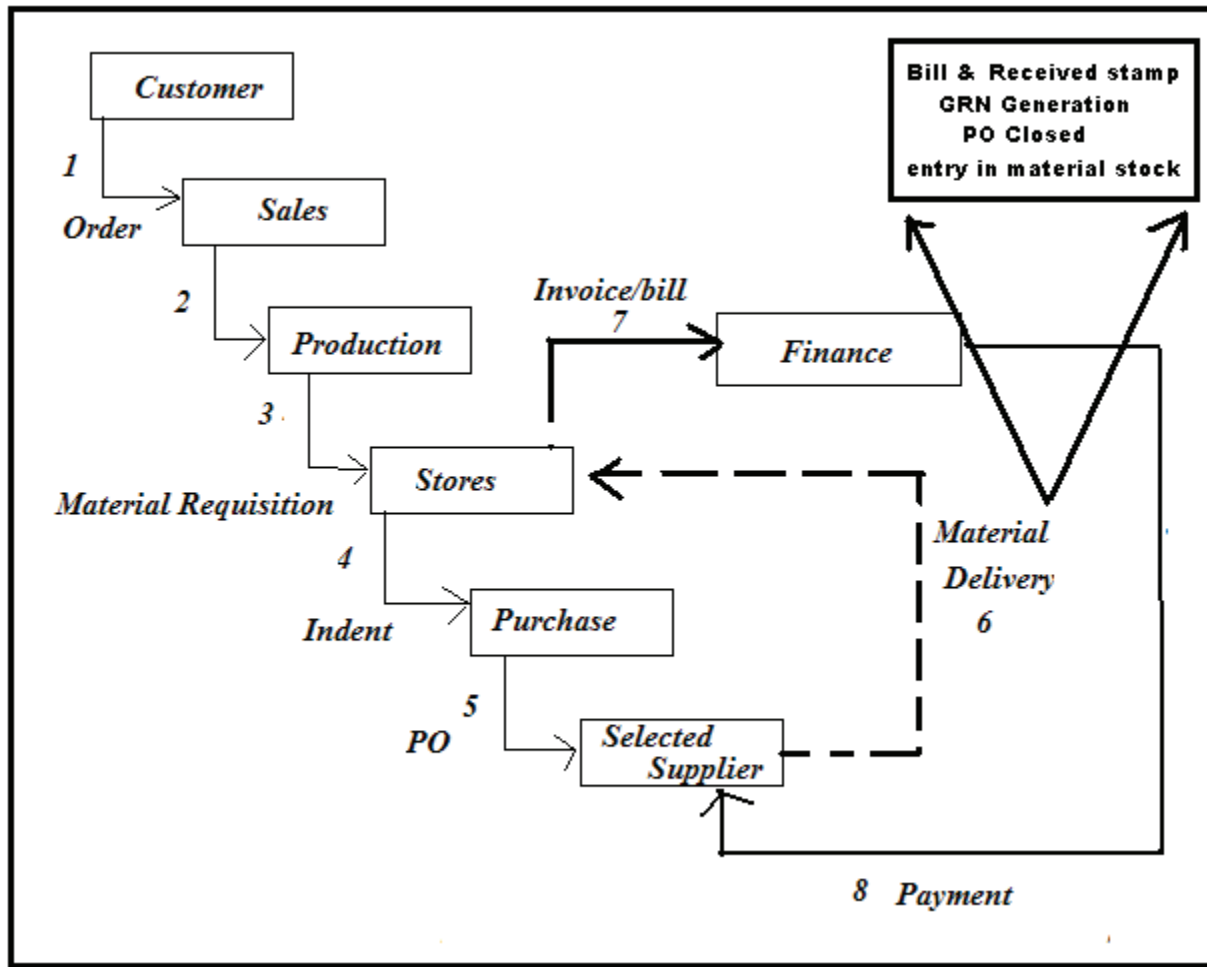 Customer
Bill & Received stamp
GRN Generation
PO Closed
entry in material stock
1
Order
Sales
2
Production
Invoice/bill
7
Finance
3
Material Requisition
Stores
4
Indent
Purchase
Material
Delivery
6
5
PO
Selected
Supplier
8 Payment